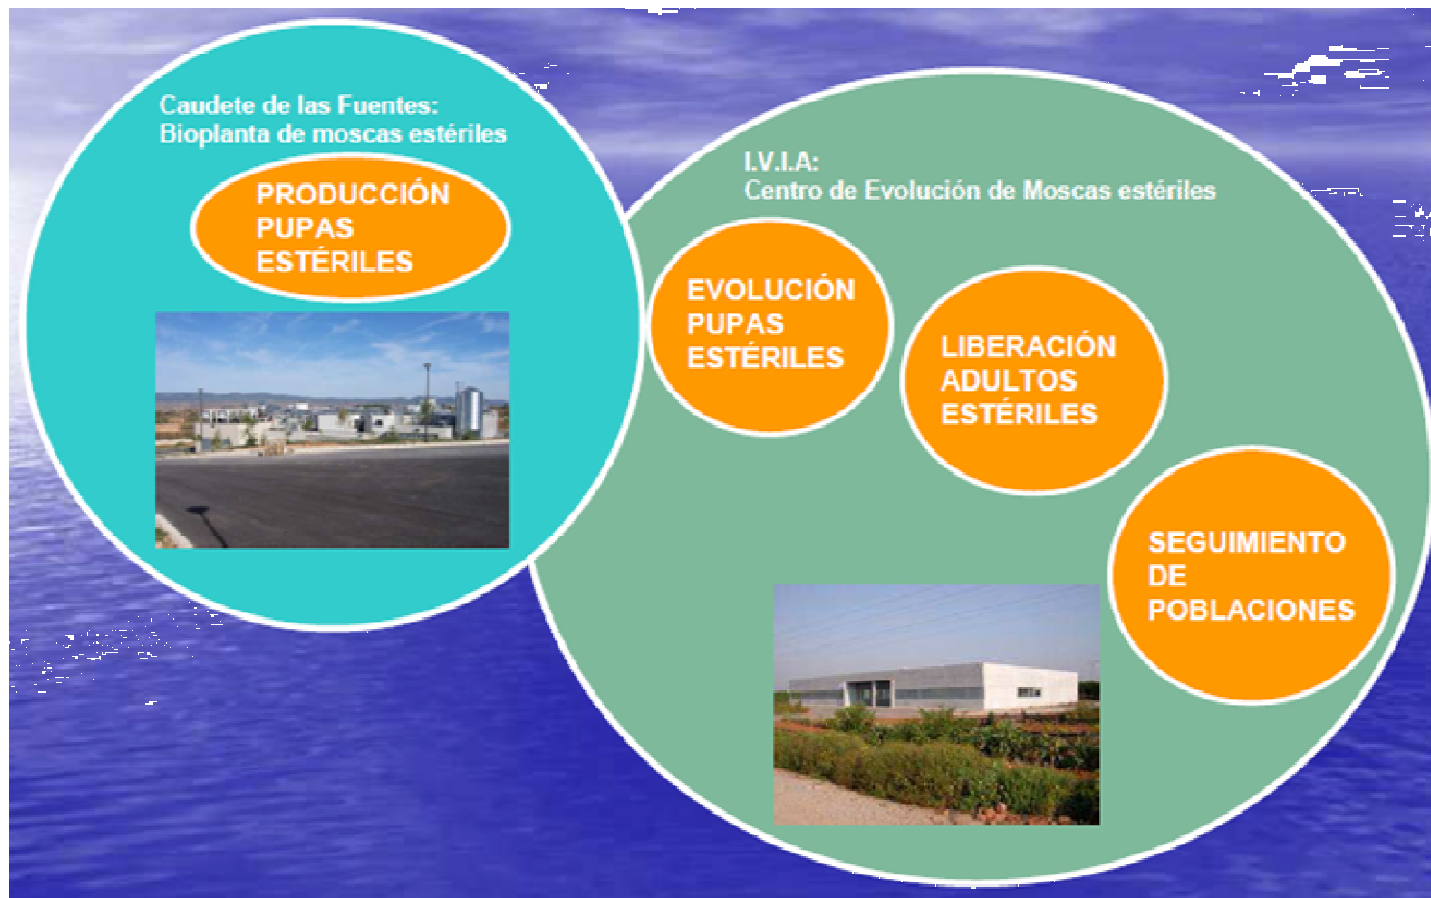 Caudete de las Fuentes:
Bioplanta de moscas estériles
PRODUCCIÓN
PUPAS
ESTÉRILES
I.V.I.A:
Centro de Evolución de Moscas estériles
EVOLUCIÓN
PUPAS
ESTÉRILES
LIBERACIÓN
ADULTOS
ESTÉRILES
SEGUIMIENTO
DE
POBLACIONES